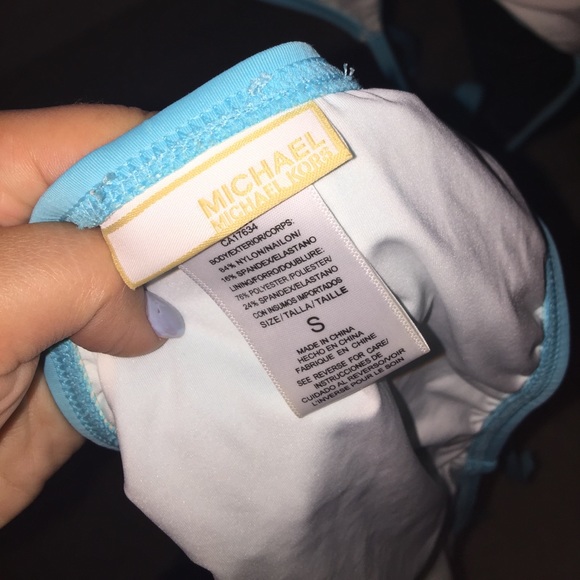 MICHAEL
MICHAEL KORS
CA17634
BODY/EXTERIOR/CORPS:
84% NYLON/NAILON/
16% SPANDEX/ELASTANO
LINING/FORRO/DOUBLURE:
76% POLYESTER/POLIESTER/
24% SPANDEX/ELASTANO
CON INSUMOS IMPORTADOS
SIZE/TALLA/TAILLE
S
MADE IN CHINA
HECHO EN CHINA
FABRIQUE EN CHINE
SEE REVERSE FOR CARE/
INSTRUCCIONES DE
CUIDADO AL REVERSO/VOIR
L'INVERSE POUR LE SOIN